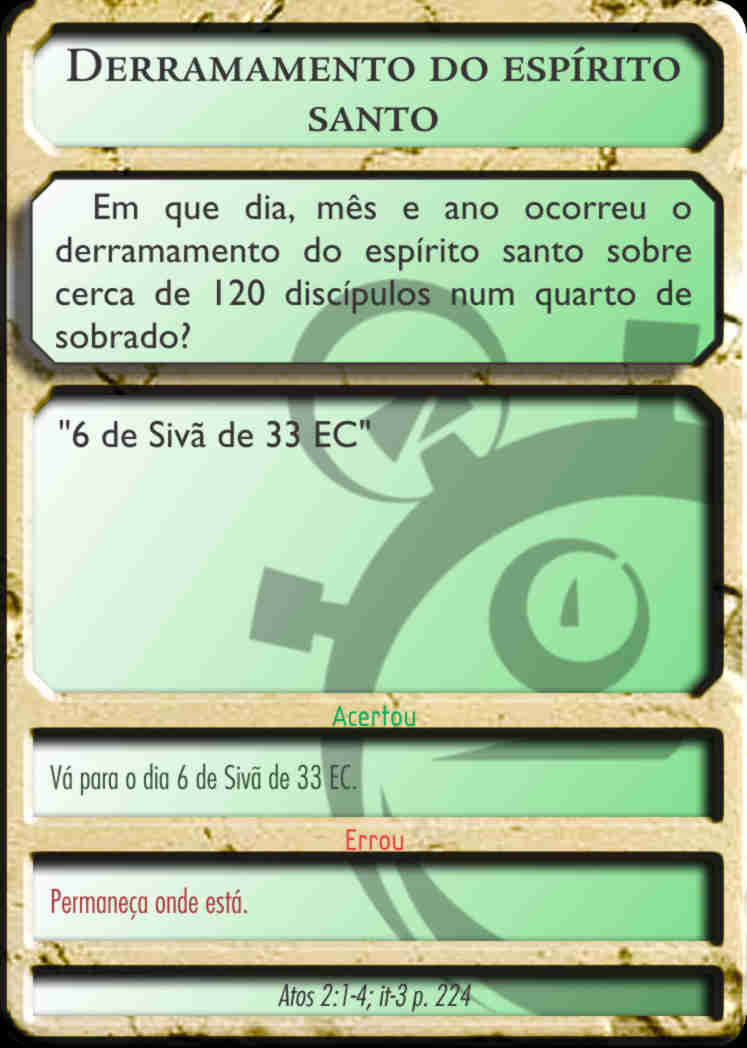 DERRAMAMENTO DO ESPÍRITO
SANTO
Em que dia, mês e ano ocorreu o
derramamento do espírito santo sobre
cerca de 120 discípulos num quarto de
sobrado?
"6 de Sivã de 33 EC"
Acertou
Vá para o dia 6 de Sivã de 33 EC.
Errou
Permaneça onde está.
Atos 2:1-4; it-3 p. 224